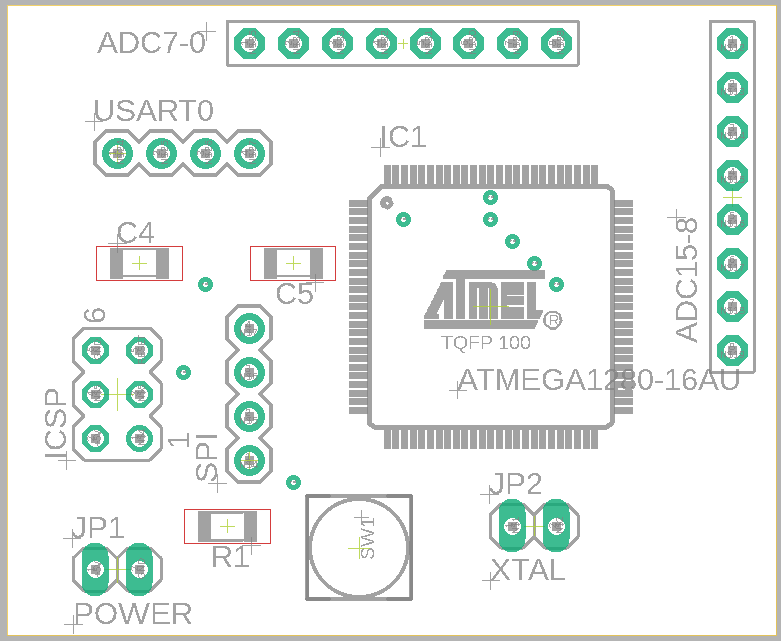 ADC7-0
USART0
IC1
C4
C5
ADC15-8
ATMEL
®
TQFP 100
6
ATMEGA1280-16AU
ICSP
1
SPI
JP2
JP1
R1
SW1
XTAL
POWER